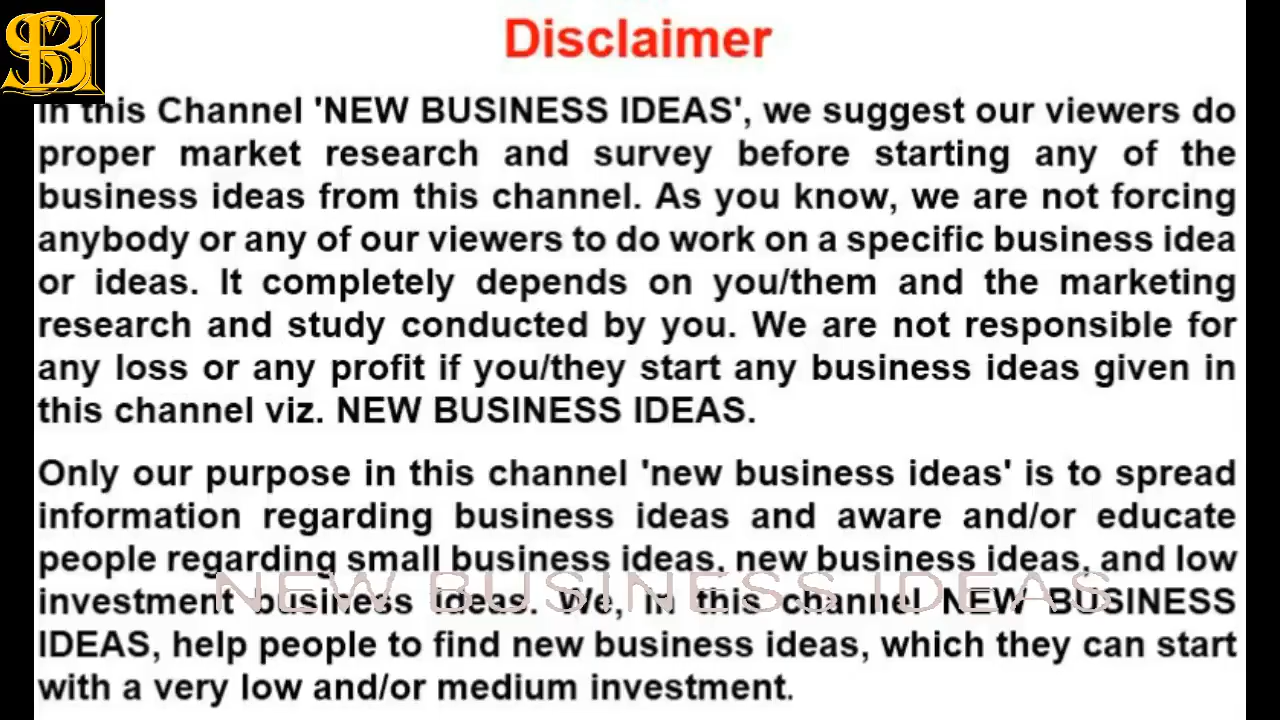 Disclaimer
In this Channel 'NEW BUSINESS IDEAS', we suggest our viewers do
proper market research and survey before starting any of the
business ideas from this channel. As you know, we are not forcing
anybody or any of our viewers to do work on a specific business idea
or ideas. It completely depends on you/them and the marketing
research and study conducted by you. We are not responsible for
any loss or any profit if you/they start any business ideas given in
this channel viz. NEW BUSINESS IDEAS.
Only our purpose in this channel 'new business ideas' is to spread
information regarding business ideas and aware and/or educate
people regarding small business ideas, new business ideas, and low
NEW BUSINESS IDEAS
investment business ideas. We, in this channel NEW BUSINESS
IDEAS, help people to find new business ideas, which they can start
with a very low and/or medium investment.